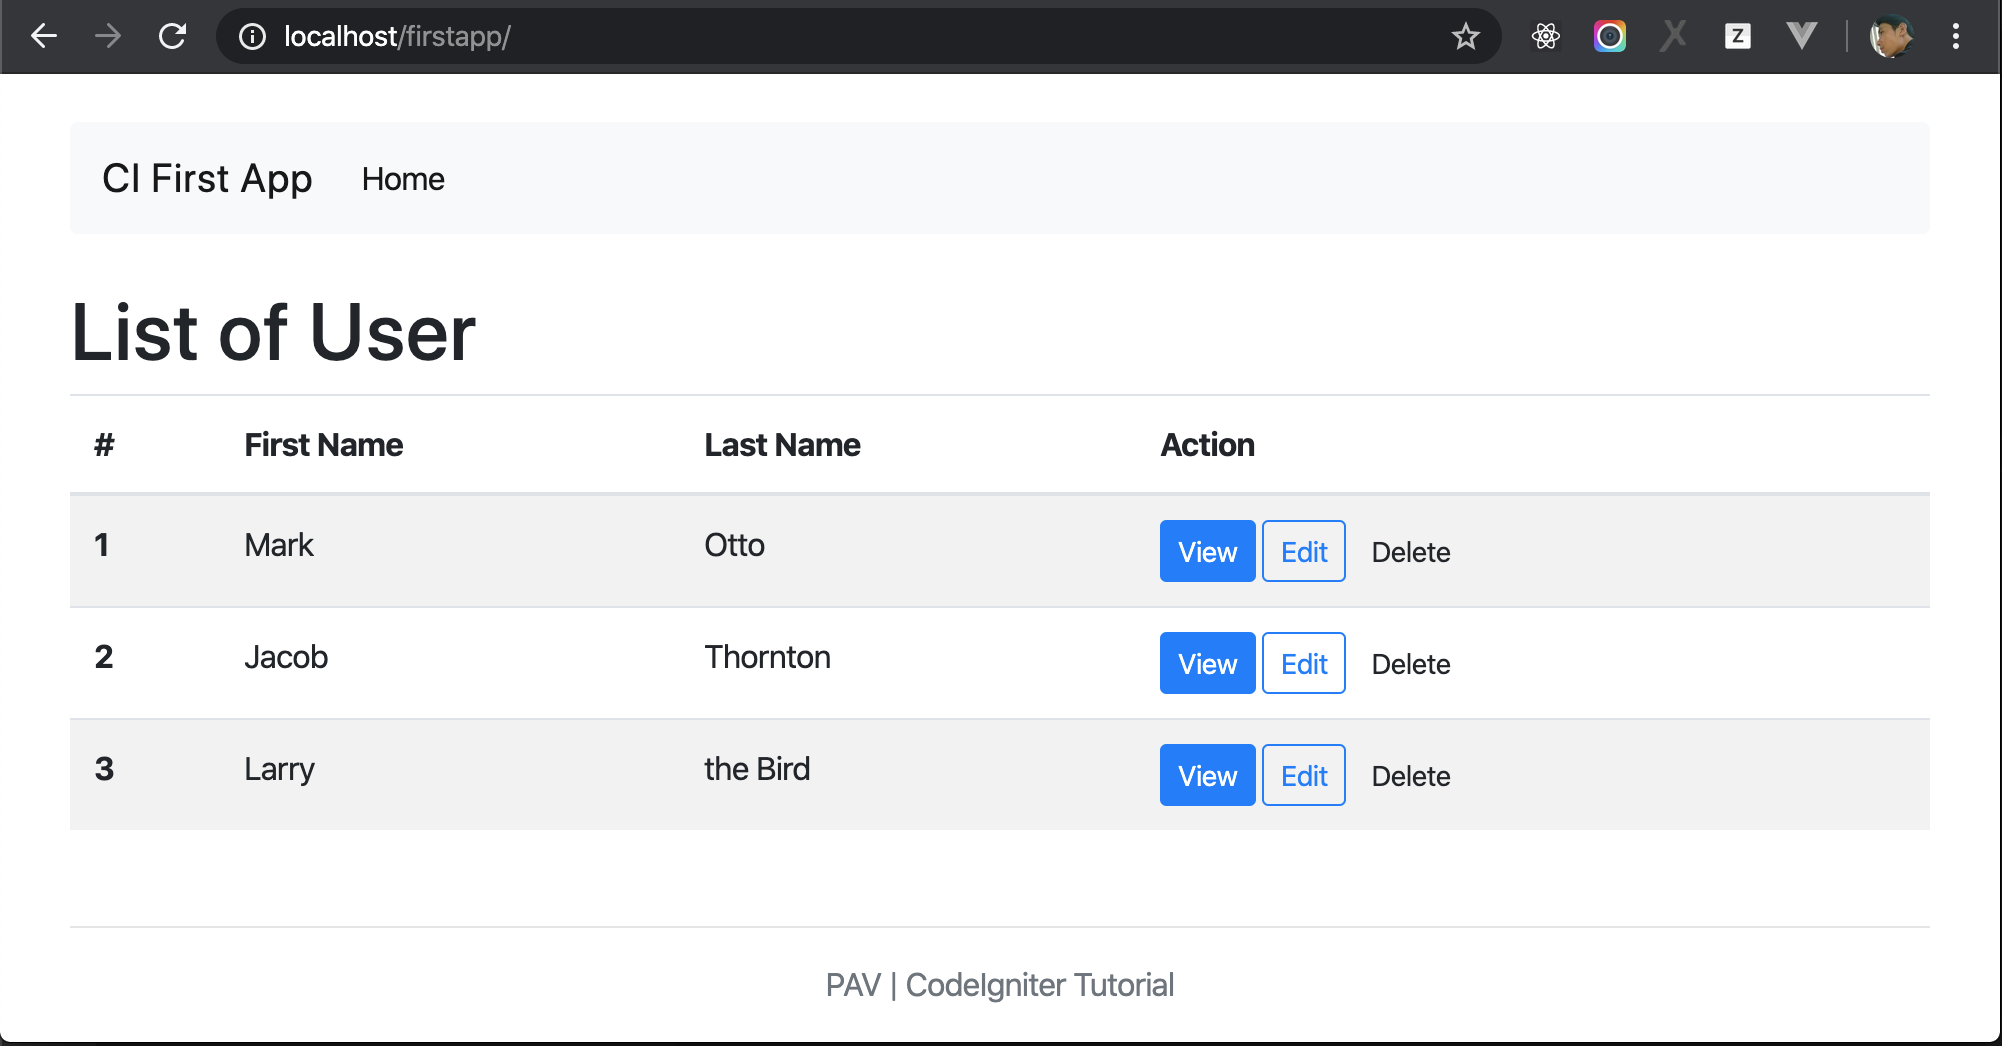 localhost/firstapp/
Z
CI First App Home
List of User
# First Name Last Name Action
1 Mark Otto View Edit Delete
2 Jacob Thornton View Edit Delete
3 Larry the Bird View Edit Delete
PAV | CodeIgniter Tutorial